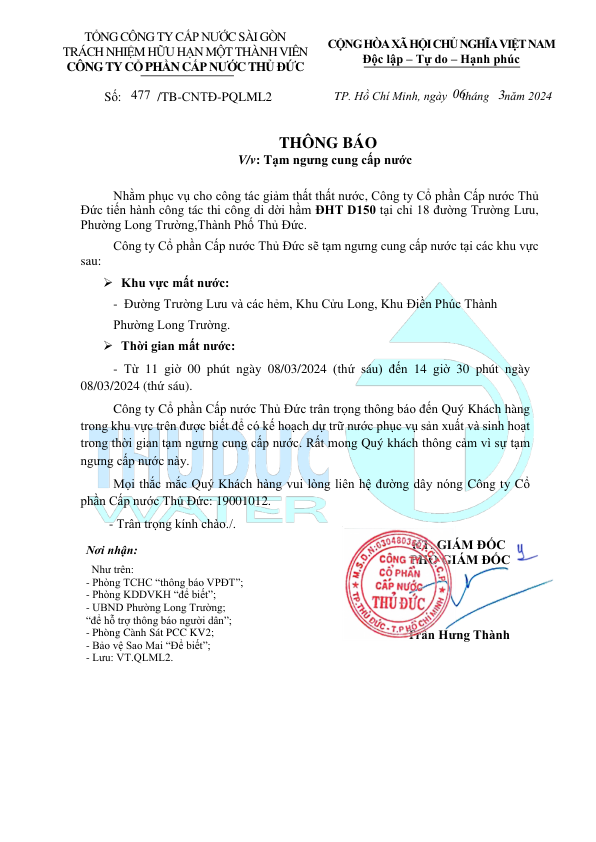 TỔNG CÔNG TY CẤP NƯỚC SÀI GÒN
TRÁCH NHIỆM HỮU HẠN MỘT THÀNH VIÊN
CÔNG TY CỔ PHẦN CẤP NƯỚC THỦ ĐỨC
CỘNG HÒA XÃ HỘI CHỦ NGHĨA VIỆT NAM
Độc lập – Tự do – Hạnh phúc
Số: 477 /TB-CNTĐ-PQLML2
TP. Hồ Chí Minh, ngày 06 tháng 3 năm 2024
THÔNG BÁO
V/v: Tạm ngưng cung cấp nước
Nhằm phục vụ cho công tác giảm thất thất nước, Công ty Cổ phần Cấp nước Thủ
Đức tiến hành công tác thi công di dời hầm ĐHT D150 tại chỉ 18 đường Trường Lưu,
Phường Long Trường,Thành Phố Thủ Đức.
Công ty Cổ phần Cấp nước Thủ Đức sẽ tạm ngưng cung cấp nước tại các khu vực
sau:
➢ Khu vực mất nước:
- Đường Trường Lưu và các hẻm, Khu Cửu Long, Khu Điền Phúc Thành
Phường Long Trường.
➢ Thời gian mất nước:
- Từ 11 giờ 00 phút ngày 08/03/2024 (thứ sáu) đến 14 giờ 30 phút ngày
08/03/2024 (thứ sáu).
Công ty Cổ phần Cấp nước Thủ Đức trân trọng thông báo đến Quý Khách hàng
trong khu vực trên được biết để có kế hoạch dự trữ nước phục vụ sản xuất và sinh hoạt
trong thời gian tạm ngưng cung cấp nước. Rất mong Quý khách thông cảm vì sự tạm
ngưng cấp nước này.
Mọi thắc mắc Quý Khách hàng vui lòng liên hệ đường dây nóng Công ty Cổ
phần Cấp nước Thủ Đức: 19001012.
- Trân trọng kính chào./.
THUDUC
WATER
Nơi nhận:
Như trên:
- Phòng TCHC “thông báo VPĐT”;
- Phòng KDDVKH “để biết”;
- UBND Phường Long Trường;
“để hỗ trợ thông báo người dân”;
- Phòng Cảnh Sát PCC KV2;
- Bảo vệ Sao Mai “Để biết”;
- Lưu: VT.QLML2.
KT. GIÁM ĐỐC
PHÓ GIÁM ĐỐC
CÔNG TY
CỔ PHẦN
CẤP NƯỚC
THỦ ĐỨC
TP.THỦ ĐỨC - T.P HỒ CHÍ MINH
Trần Hưng Thành